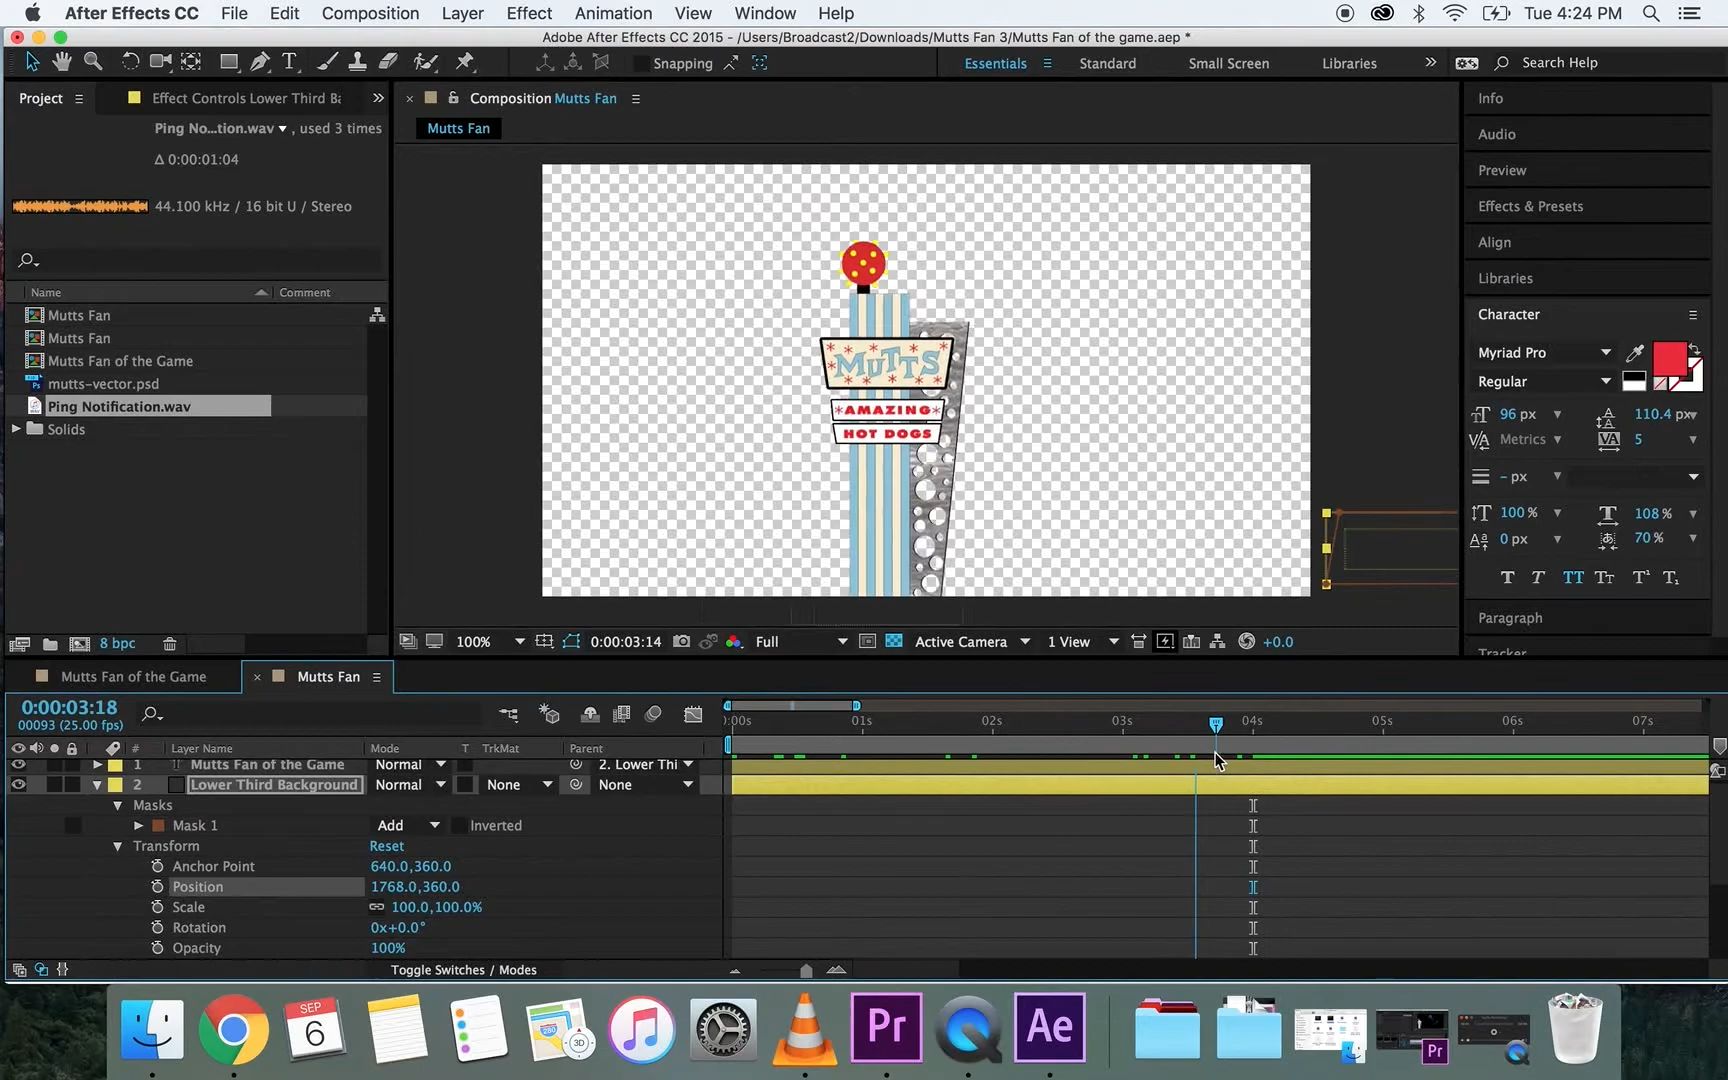 After Effects CC File Edit Composition Layer Effect Animation View Window Help Tue 4:24 PM
Adobe After Effects CC 2015 - /Users/Broadcast2/Downloads/Mutts Fan 3/Mutts Fan of the game.aep *
Snapping Essentials Standard Small Screen Libraries Search Help
Project Effect Controls Lower Third Ba
Composition Mutts Fan
Info
Mutts Fan
Ping No...tion.wav , used 3 times
Δ 0:00:01:04
44.100 kHz / 16 bit U / Stereo
Audio
Preview
Effects & Presets
Align
Libraries
Name Comment
Mutts Fan
Mutts Fan
Mutts Fan of the Game
mutts-vector.psd
Ping Notification.wav
Solids
8 bpc
MUTTS
*AMAZING*
HOT DOGS
Character
Myriad Pro
Regular
96 px 110.4 px
Metrics 5
- px
100 % 108 %
0 px 70 %
T T TT Tт T¹ T₁
Paragraph
Tracker
100% 0:00:03:14 Full Active Camera 1 View +0.0
Mutts Fan of the Game Mutts Fan
0:00:03:18
00093 (25.00 fps)
:00s 01s 02s 03s 04s 05s 06s 07s
# Layer Name Mode T TrkMat Parent
1 T Mutts Fan of the Game Normal 2. Lower Thi
2 Lower Third Background Normal None None
Masks
Mask 1 Add Inverted
Transform Reset
Anchor Point 640.0,360.0
Position 1768.0,360.0
Scale 100.0,100.0%
Rotation 0x+0.0°
Opacity 100%
Toggle Switches / Modes
SEP
6
280
3D
Pr
Ae
Pr